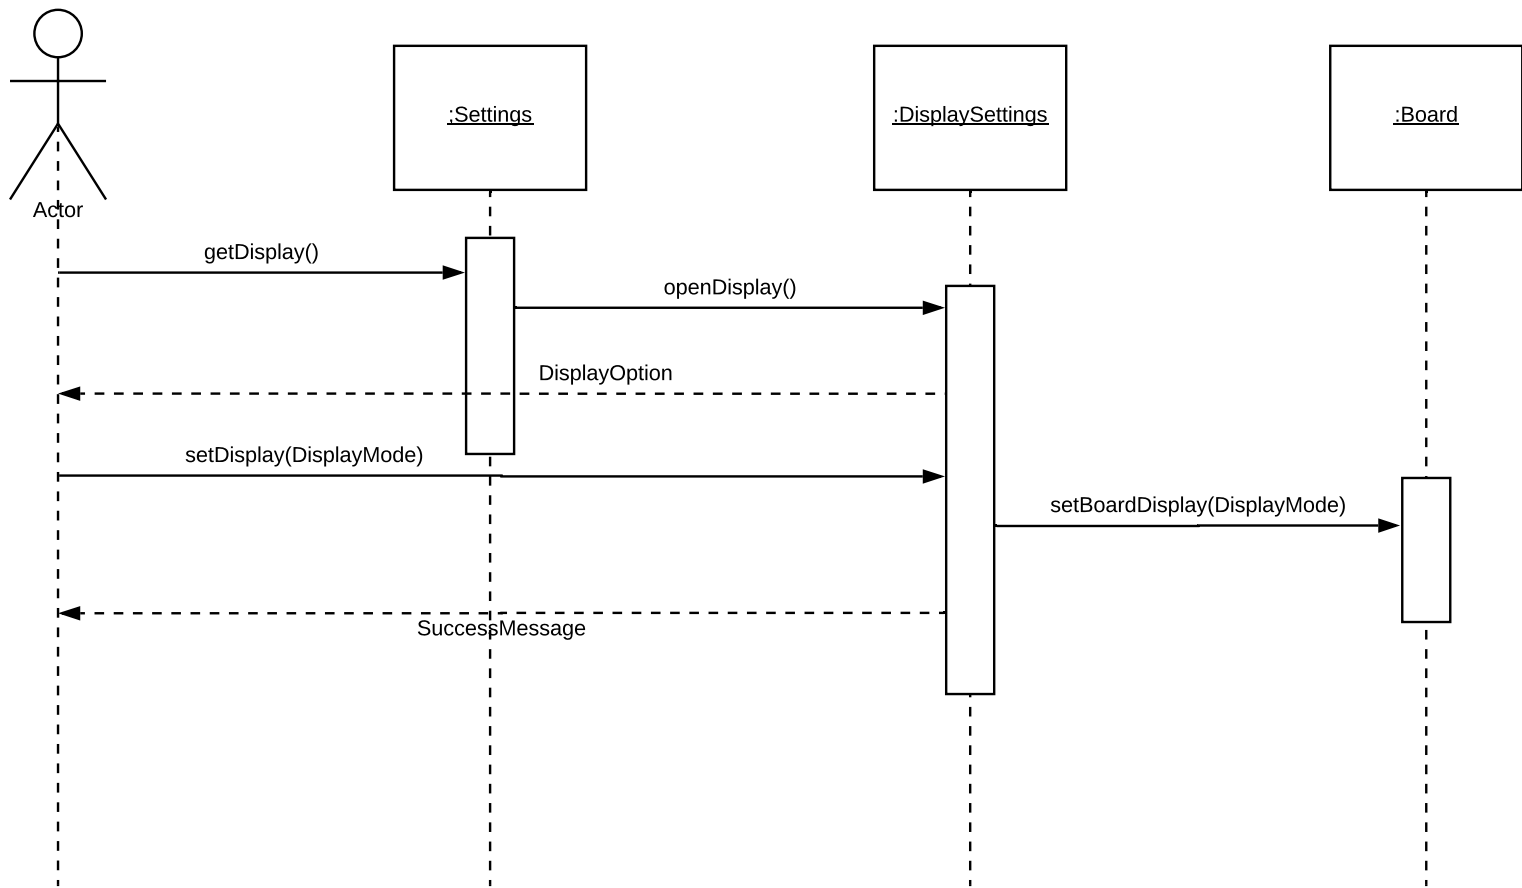 ;Settings
:DisplaySettings
:Board
Actor
getDisplay()
openDisplay()
DisplayOption
setDisplay(DisplayMode)
setBoardDisplay(DisplayMode)
SuccessMessage